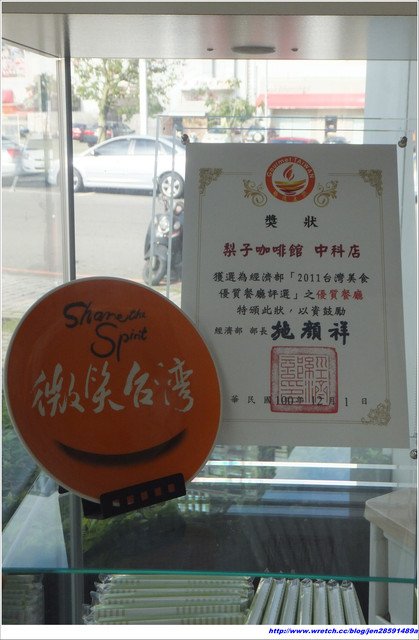 Gourmet TAIWAN
獎狀
梨子咖啡館 中科店
獲選為經濟部「2011台灣美食
優質餐廳評選」之優質餐廳
特頒此狀，以資鼓勵
經濟部 部長 施顏祥
華民國100年12月1日
Share the
Spirit
微笑台灣
http://www.wretch.cc/blog/jen28591489a